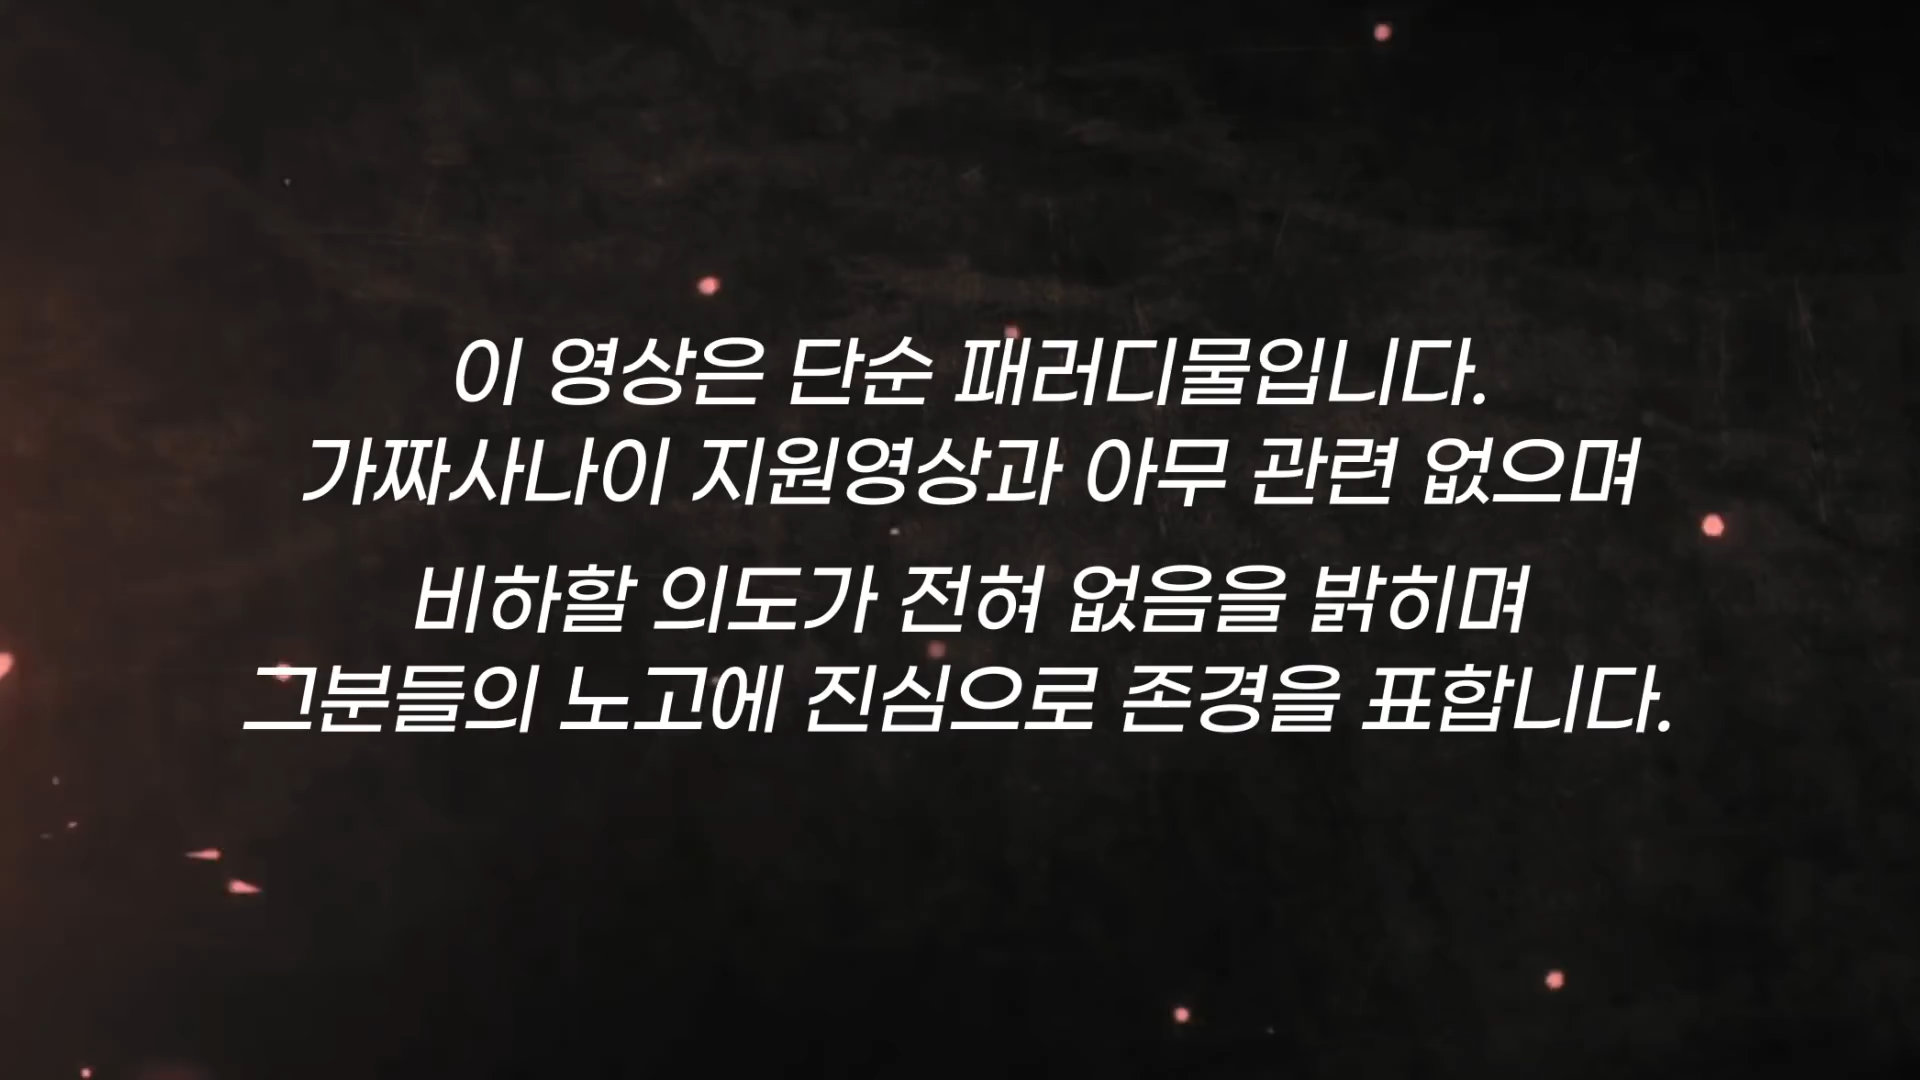 이 영상은 단순 패러디물입니다.
가짜사나이 지원영상과 아무 관련 없으며
비하할 의도가 전혀 없음을 밝히며
그분들의 노고에 진심으로 존경을 표합니다.